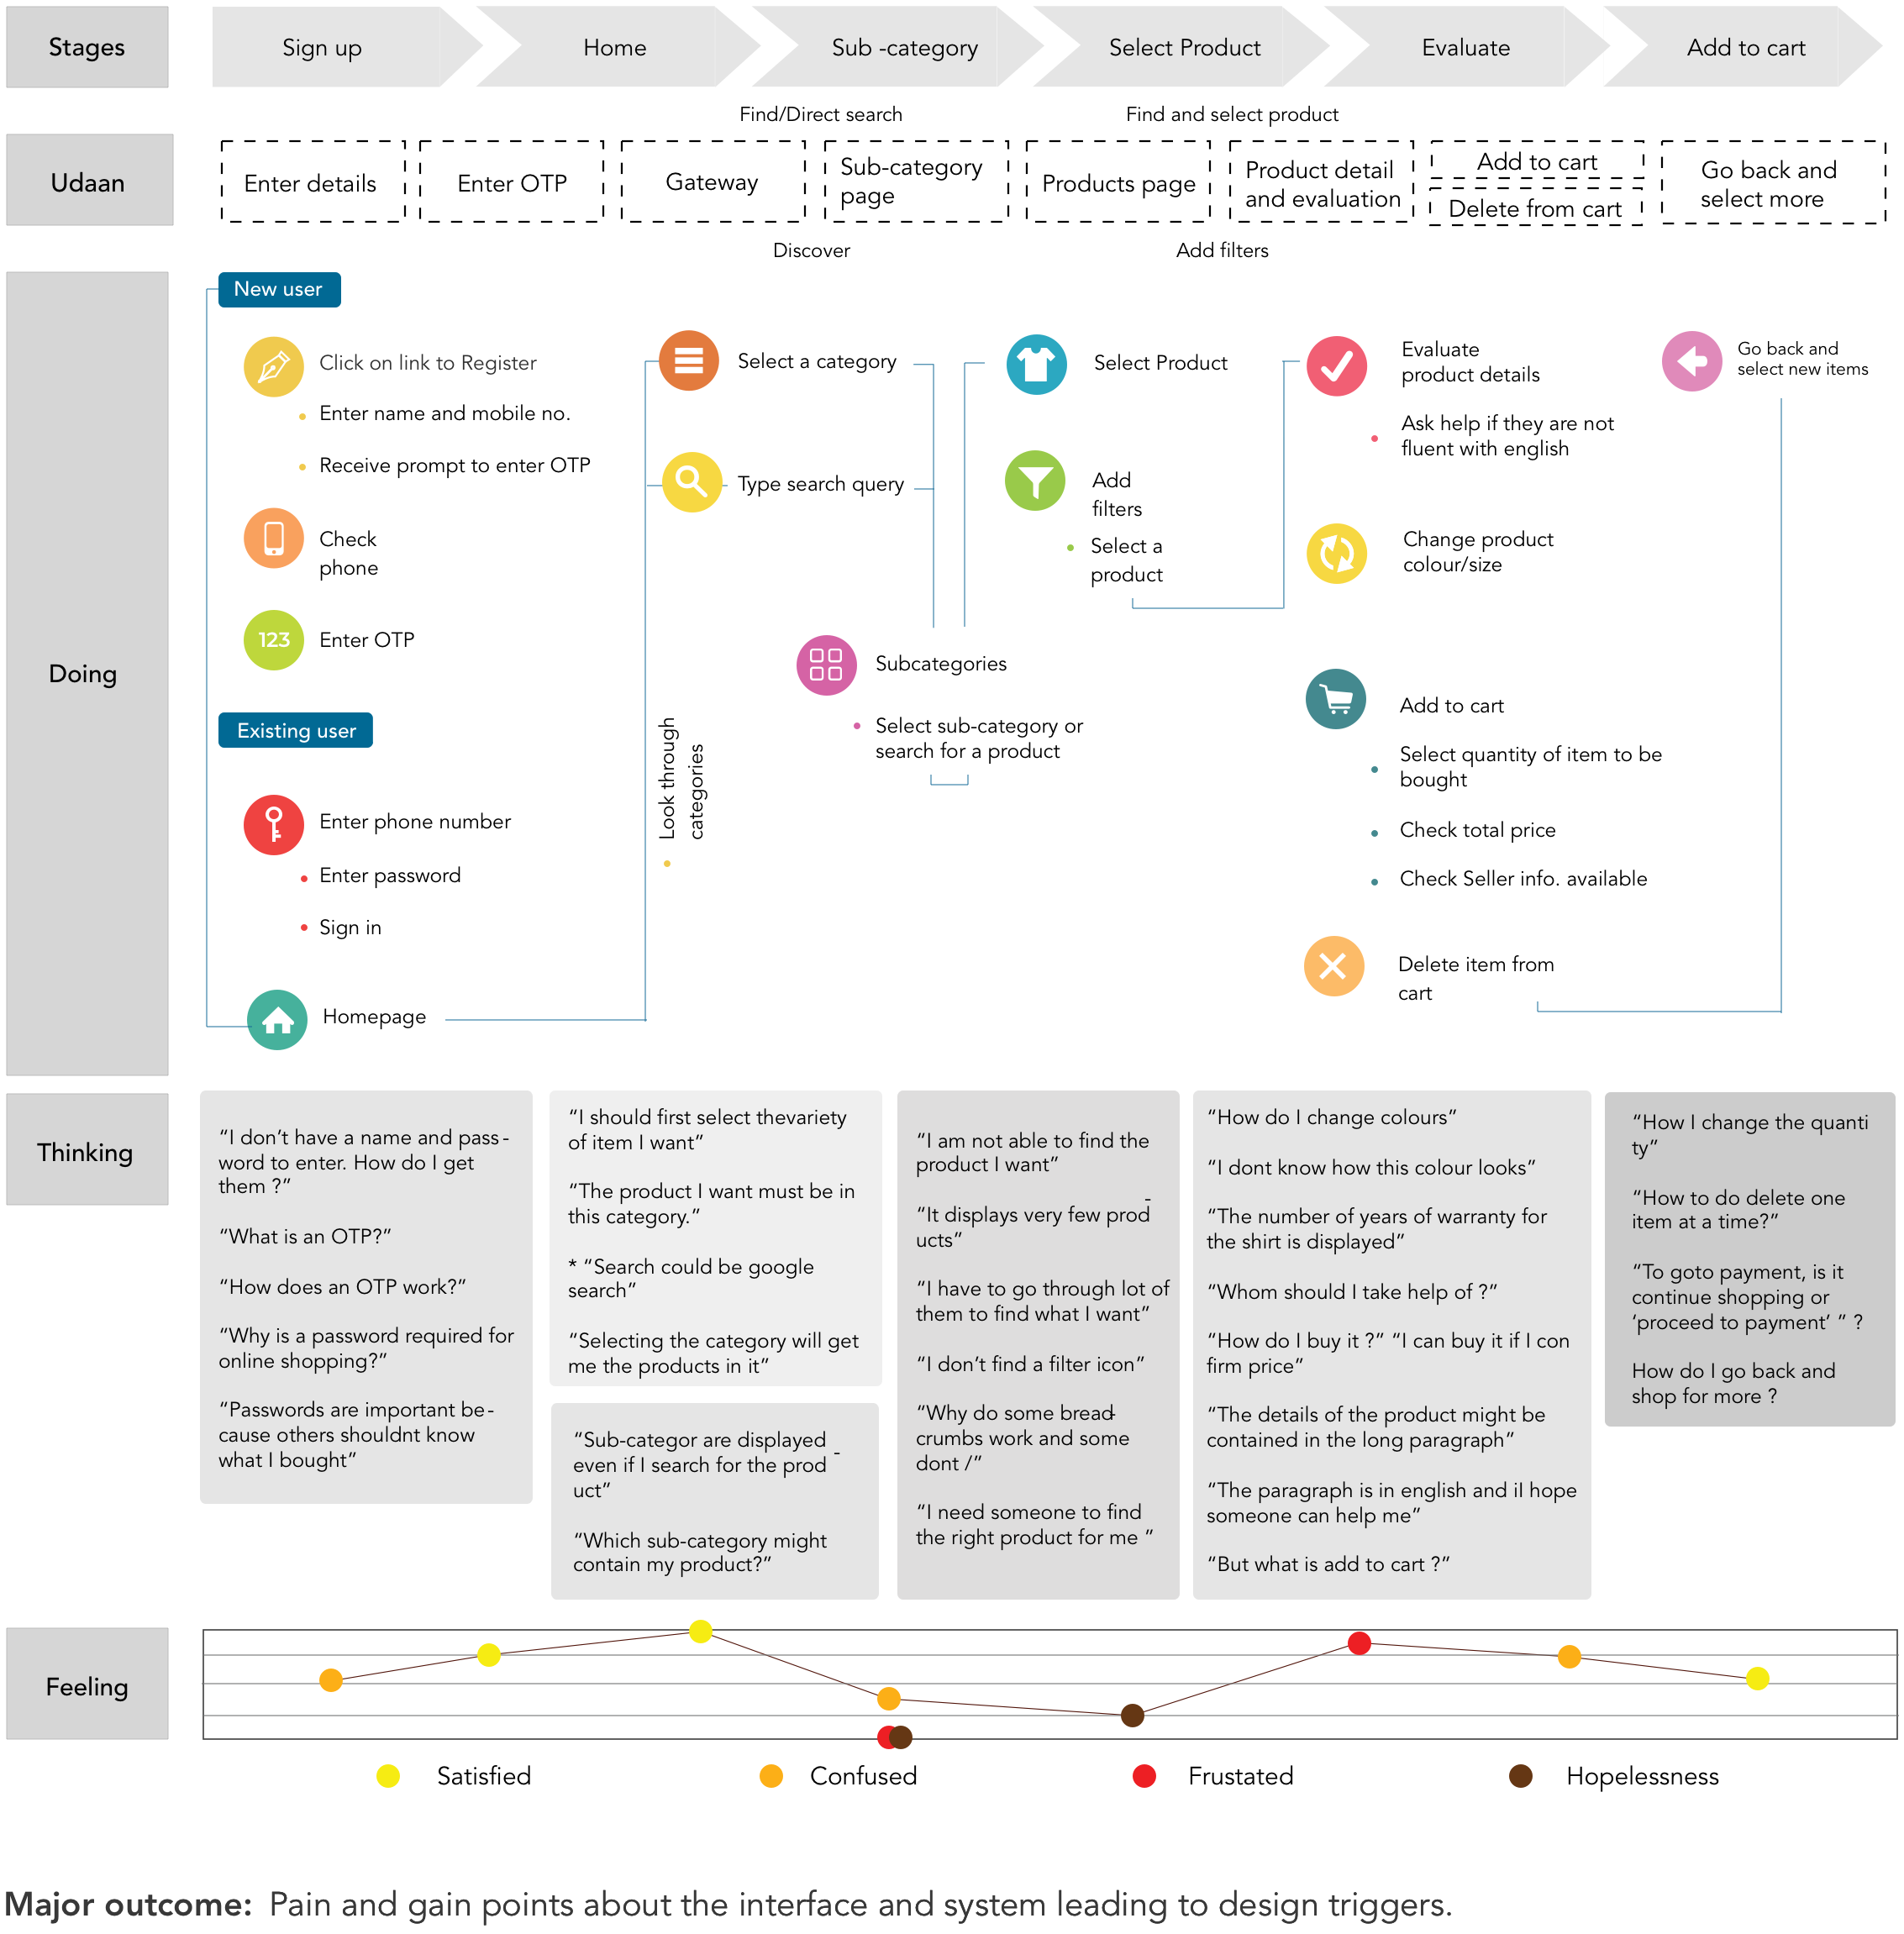 Stages
Sign up
Home
Sub -category
Select Product
Evaluate
Add to cart
Find/Direct search
Find and select product
Udaan
Enter details
Enter OTP
Gateway
Sub-category
page
Products page
Product detail
and evaluation
Add to cart
Delete from cart
Go back and
select more
Discover
Add filters
Doing
New user
Click on link to Register
Enter name and mobile no.
Receive prompt to enter OTP
Check
phone
123
Enter OTP
Existing user
Enter phone number
Enter password
Sign in
Homepage
Look through
categories
Select a category
Type search query
Subcategories
Select sub-category or
search for a product
Select Product
Add
filters
Select a
product
Evaluate
product details
Ask help if they are not
fluent with english
Change product
colour/size
Add to cart
Select quantity of item to be
bought
Check total price
Check Seller info. available
Delete item from
cart
Go back and
select new items
Thinking
“I don’t have a name and pass-
word to enter. How do I get
them ?”
“What is an OTP?”
“How does an OTP work?”
“Why is a password required for
online shopping?”
“Passwords are important be-
cause others shouldnt know
what I bought”
“I should first select thevariety
of item I want”
“The product I want must be in
this category.”
* “Search could be google
search”
“Selecting the category will get
me the products in it”
“Sub-categor are displayed
even if I search for the prod-
uct”
“Which sub-category might
contain my product?”
“I am not able to find the
product I want”
“It displays very few prod-
ucts”
“I have to go through lot of
them to find what I want”
“I don’t find a filter icon”
“Why do some bread-
crumbs work and some
dont /”
“I need someone to find
the right product for me ”
“How do I change colours”
“I dont know how this colour looks”
“The number of years of warranty for
the shirt is displayed”
“Whom should I take help of ?”
“How do I buy it ?” “I can buy it if I con
firm price”
“The details of the product might be
contained in the long paragraph”
“The paragraph is in english and iI hope
someone can help me”
“But what is add to cart ?”
“How I change the quanti
ty”
“How to do delete one
item at a time?”
“To goto payment, is it
continue shopping or
‘proceed to payment’ ” ?
How do I go back and
shop for more ?
Feeling
Satisfied
Confused
Frustated
Hopelessness
Major outcome: Pain and gain points about the interface and system leading to design triggers.